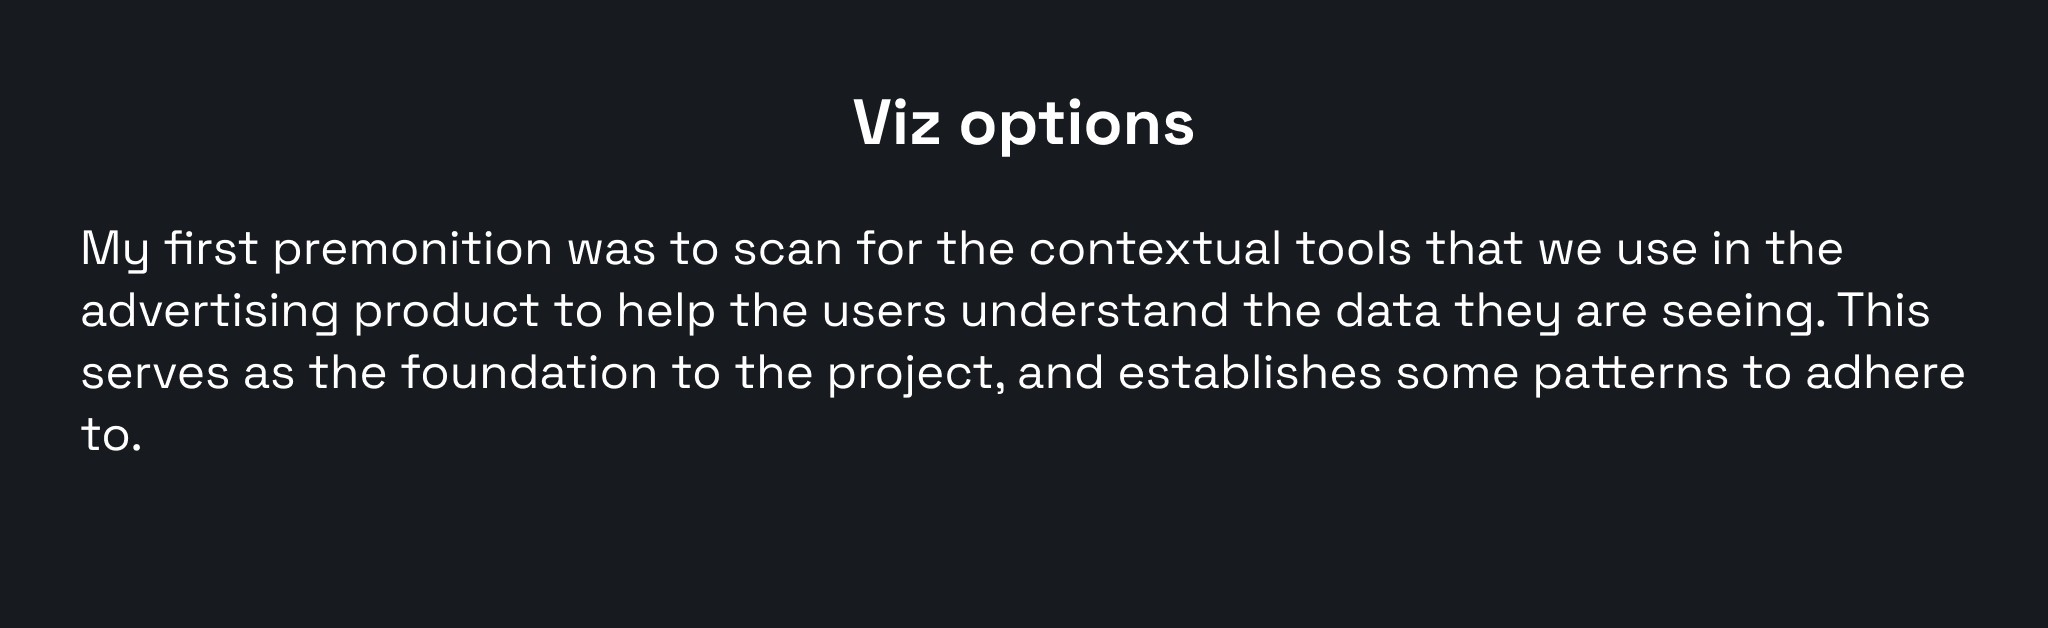 Viz options
My first premonition was to scan for the contextual tools that we use in the
advertising product to help the users understand the data they are seeing. This
serves as the foundation to the project, and establishes some patterns to adhere
to.